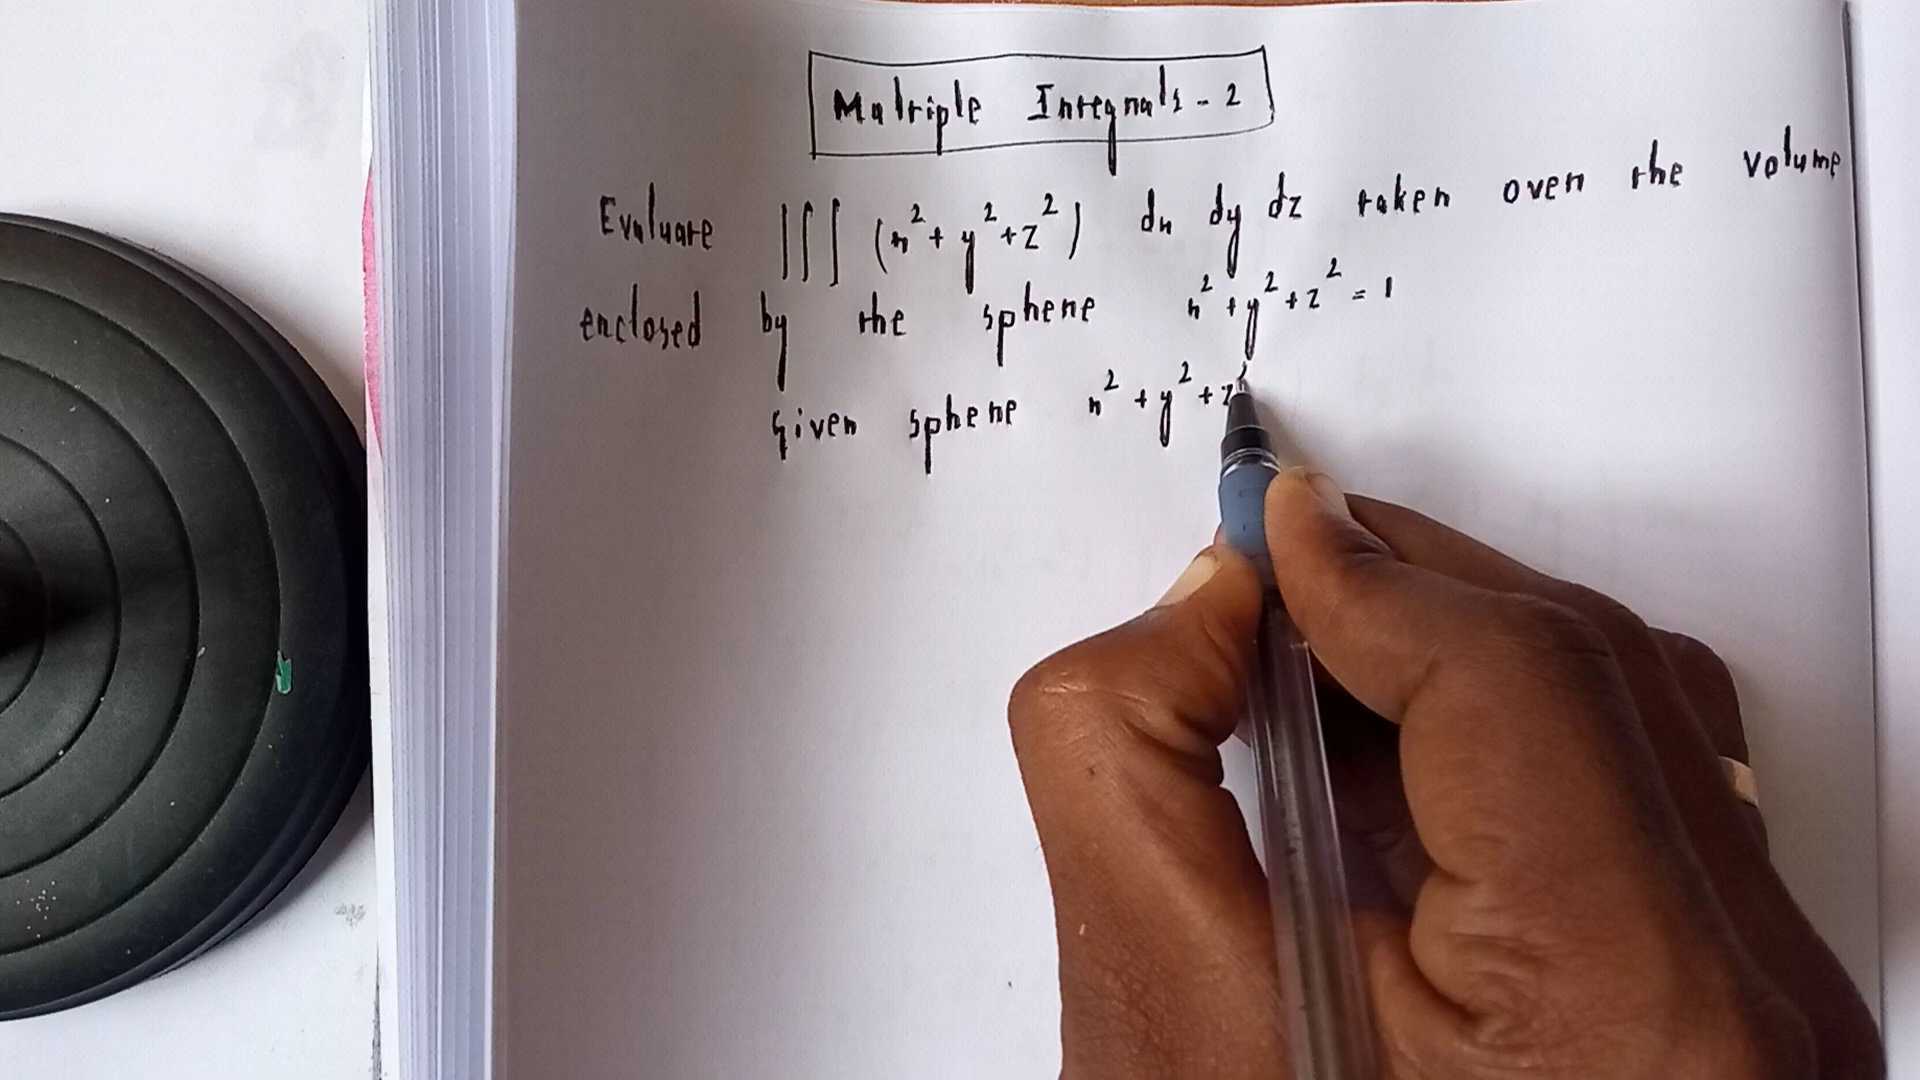 Multiple Integrals - 2
Evaluate ∫∫∫ (x² + y² + z²) dx dy dz taken over the volume
enclosed by the sphere x² + y² + z² = 1
Given sphere x² + y² + z²